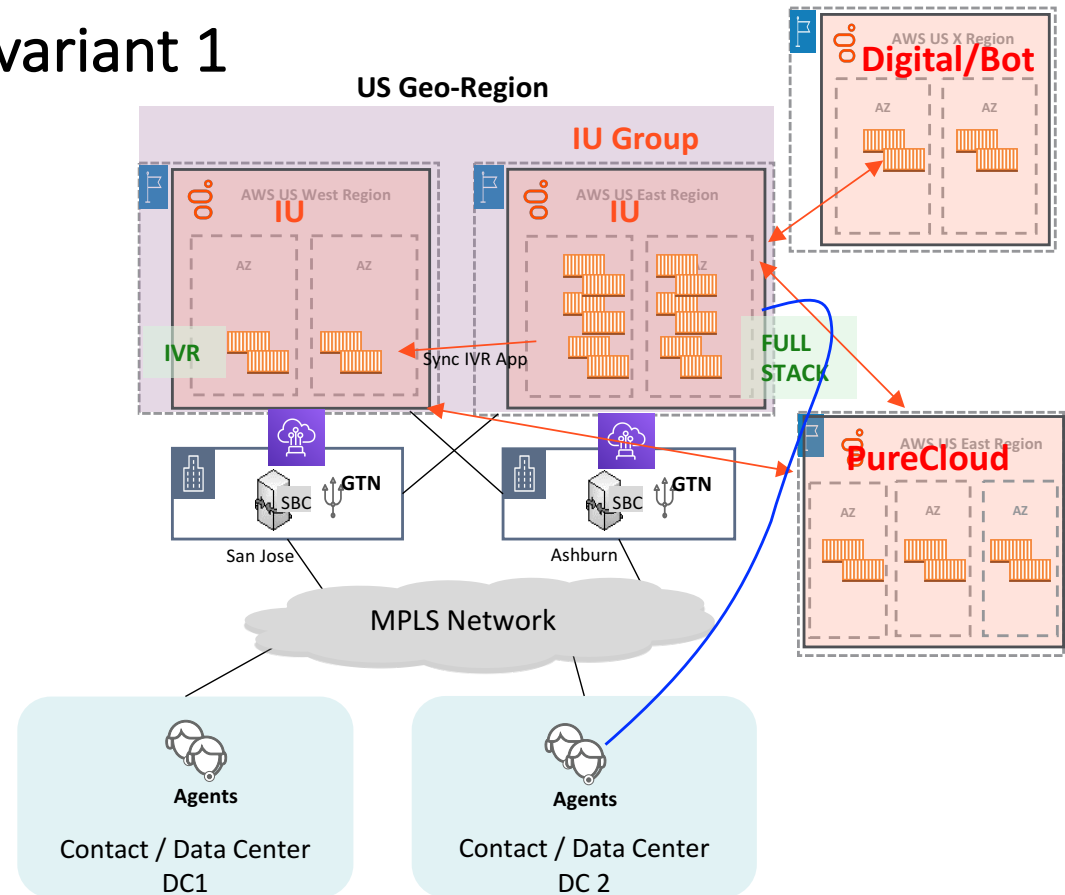 variant 1
US Geo-Region
IU Group
AWS US West Region
IU
AZ
AZ
IVR
AWS US East Region
IU
AZ
Sync IVR App
FULL
STACK
AWS US X Region
Digital/Bot
AZ
AZ
AWS US East Region
PureCloud
AZ
AZ
AZ
SBC
GTN
San Jose
SBC
GTN
Ashburn
MPLS Network
Agents
Contact / Data Center
DC1
Agents
Contact / Data Center
DC 2